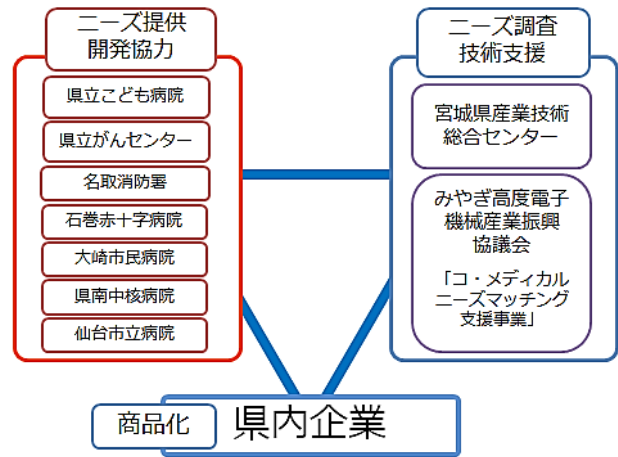 ニーズ提供
開発協力
県立こども病院
県立がんセンター
名取消防署
石巻赤十字病院
大崎市民病院
県南中核病院
仙台市立病院
ニーズ調査
技術支援
宮城県産業技術
総合センター
みやぎ高度電子
機械産業振興
協議会
「コ・メディカル
ニーズマッチング
支援事業」
商品化
県内企業